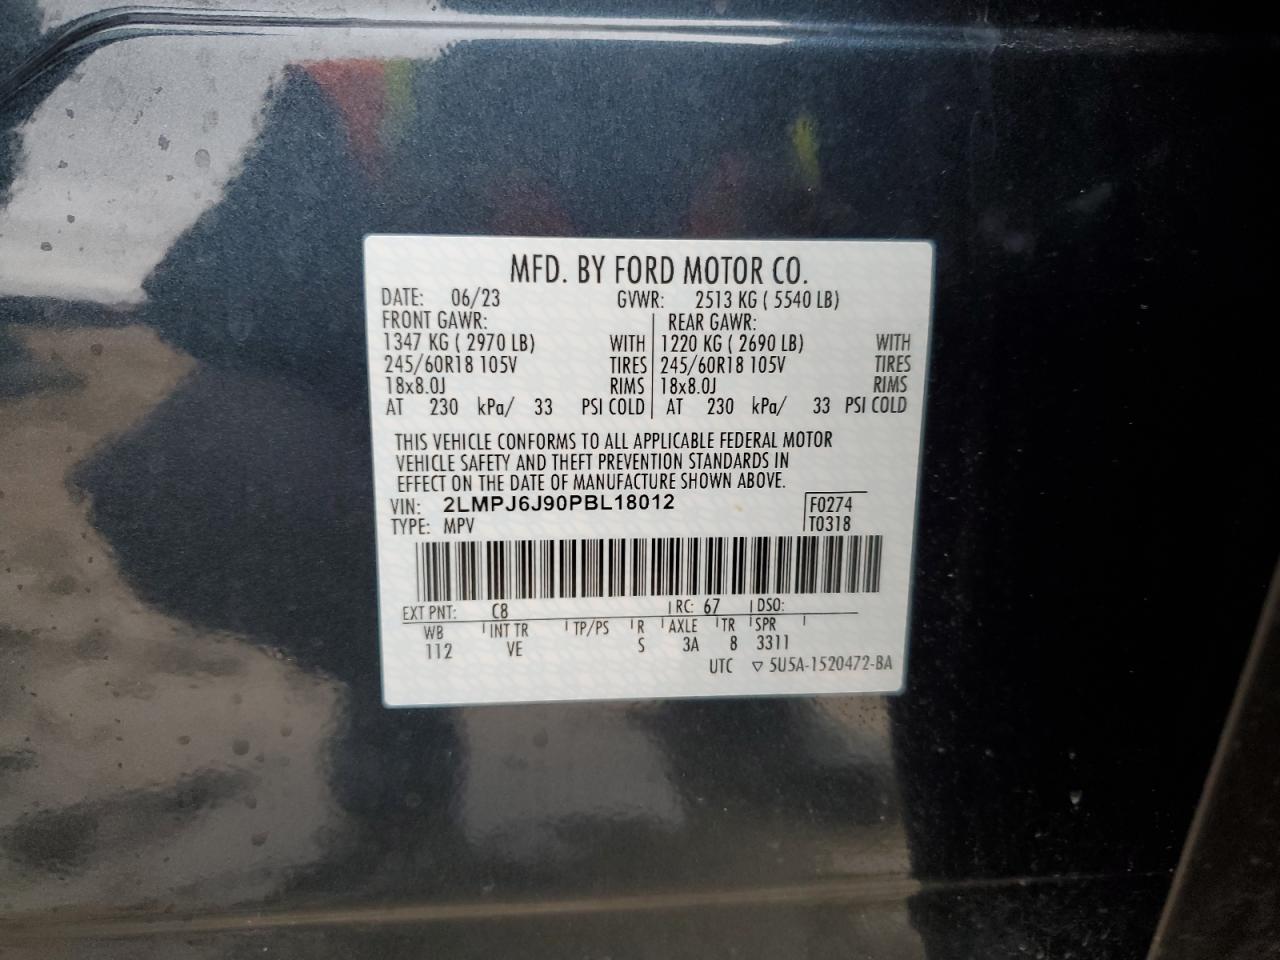 MFD. BY FORD MOTOR CO.
DATE: 06/23 GVWR: 2513 KG ( 5540 LB)
FRONT GAWR: REAR GAWR:
1347 KG ( 2970 LB) WITH 1220 KG ( 2690 LB) WITH
245/60R18 105V TIRES 245/60R18 105V TIRES
18x8.0J RIMS 18x8.0J RIMS
AT 230 kPa/ 33 PSI COLD AT 230 kPa/ 33 PSI COLD
THIS VEHICLE CONFORMS TO ALL APPLICABLE FEDERAL MOTOR
VEHICLE SAFETY AND THEFT PREVENTION STANDARDS IN
EFFECT ON THE DATE OF MANUFACTURE SHOWN ABOVE.
VIN: 2LMPJ6J90PBL18012 F0274
TYPE: MPV T0318
EXT PNT: C8 RC: 67 DSO:
WB INT TR TP/PS R AXLE TR SPR
112 VE S 3A 8 3311
UTC ▽ 5U5A-1520472-BA